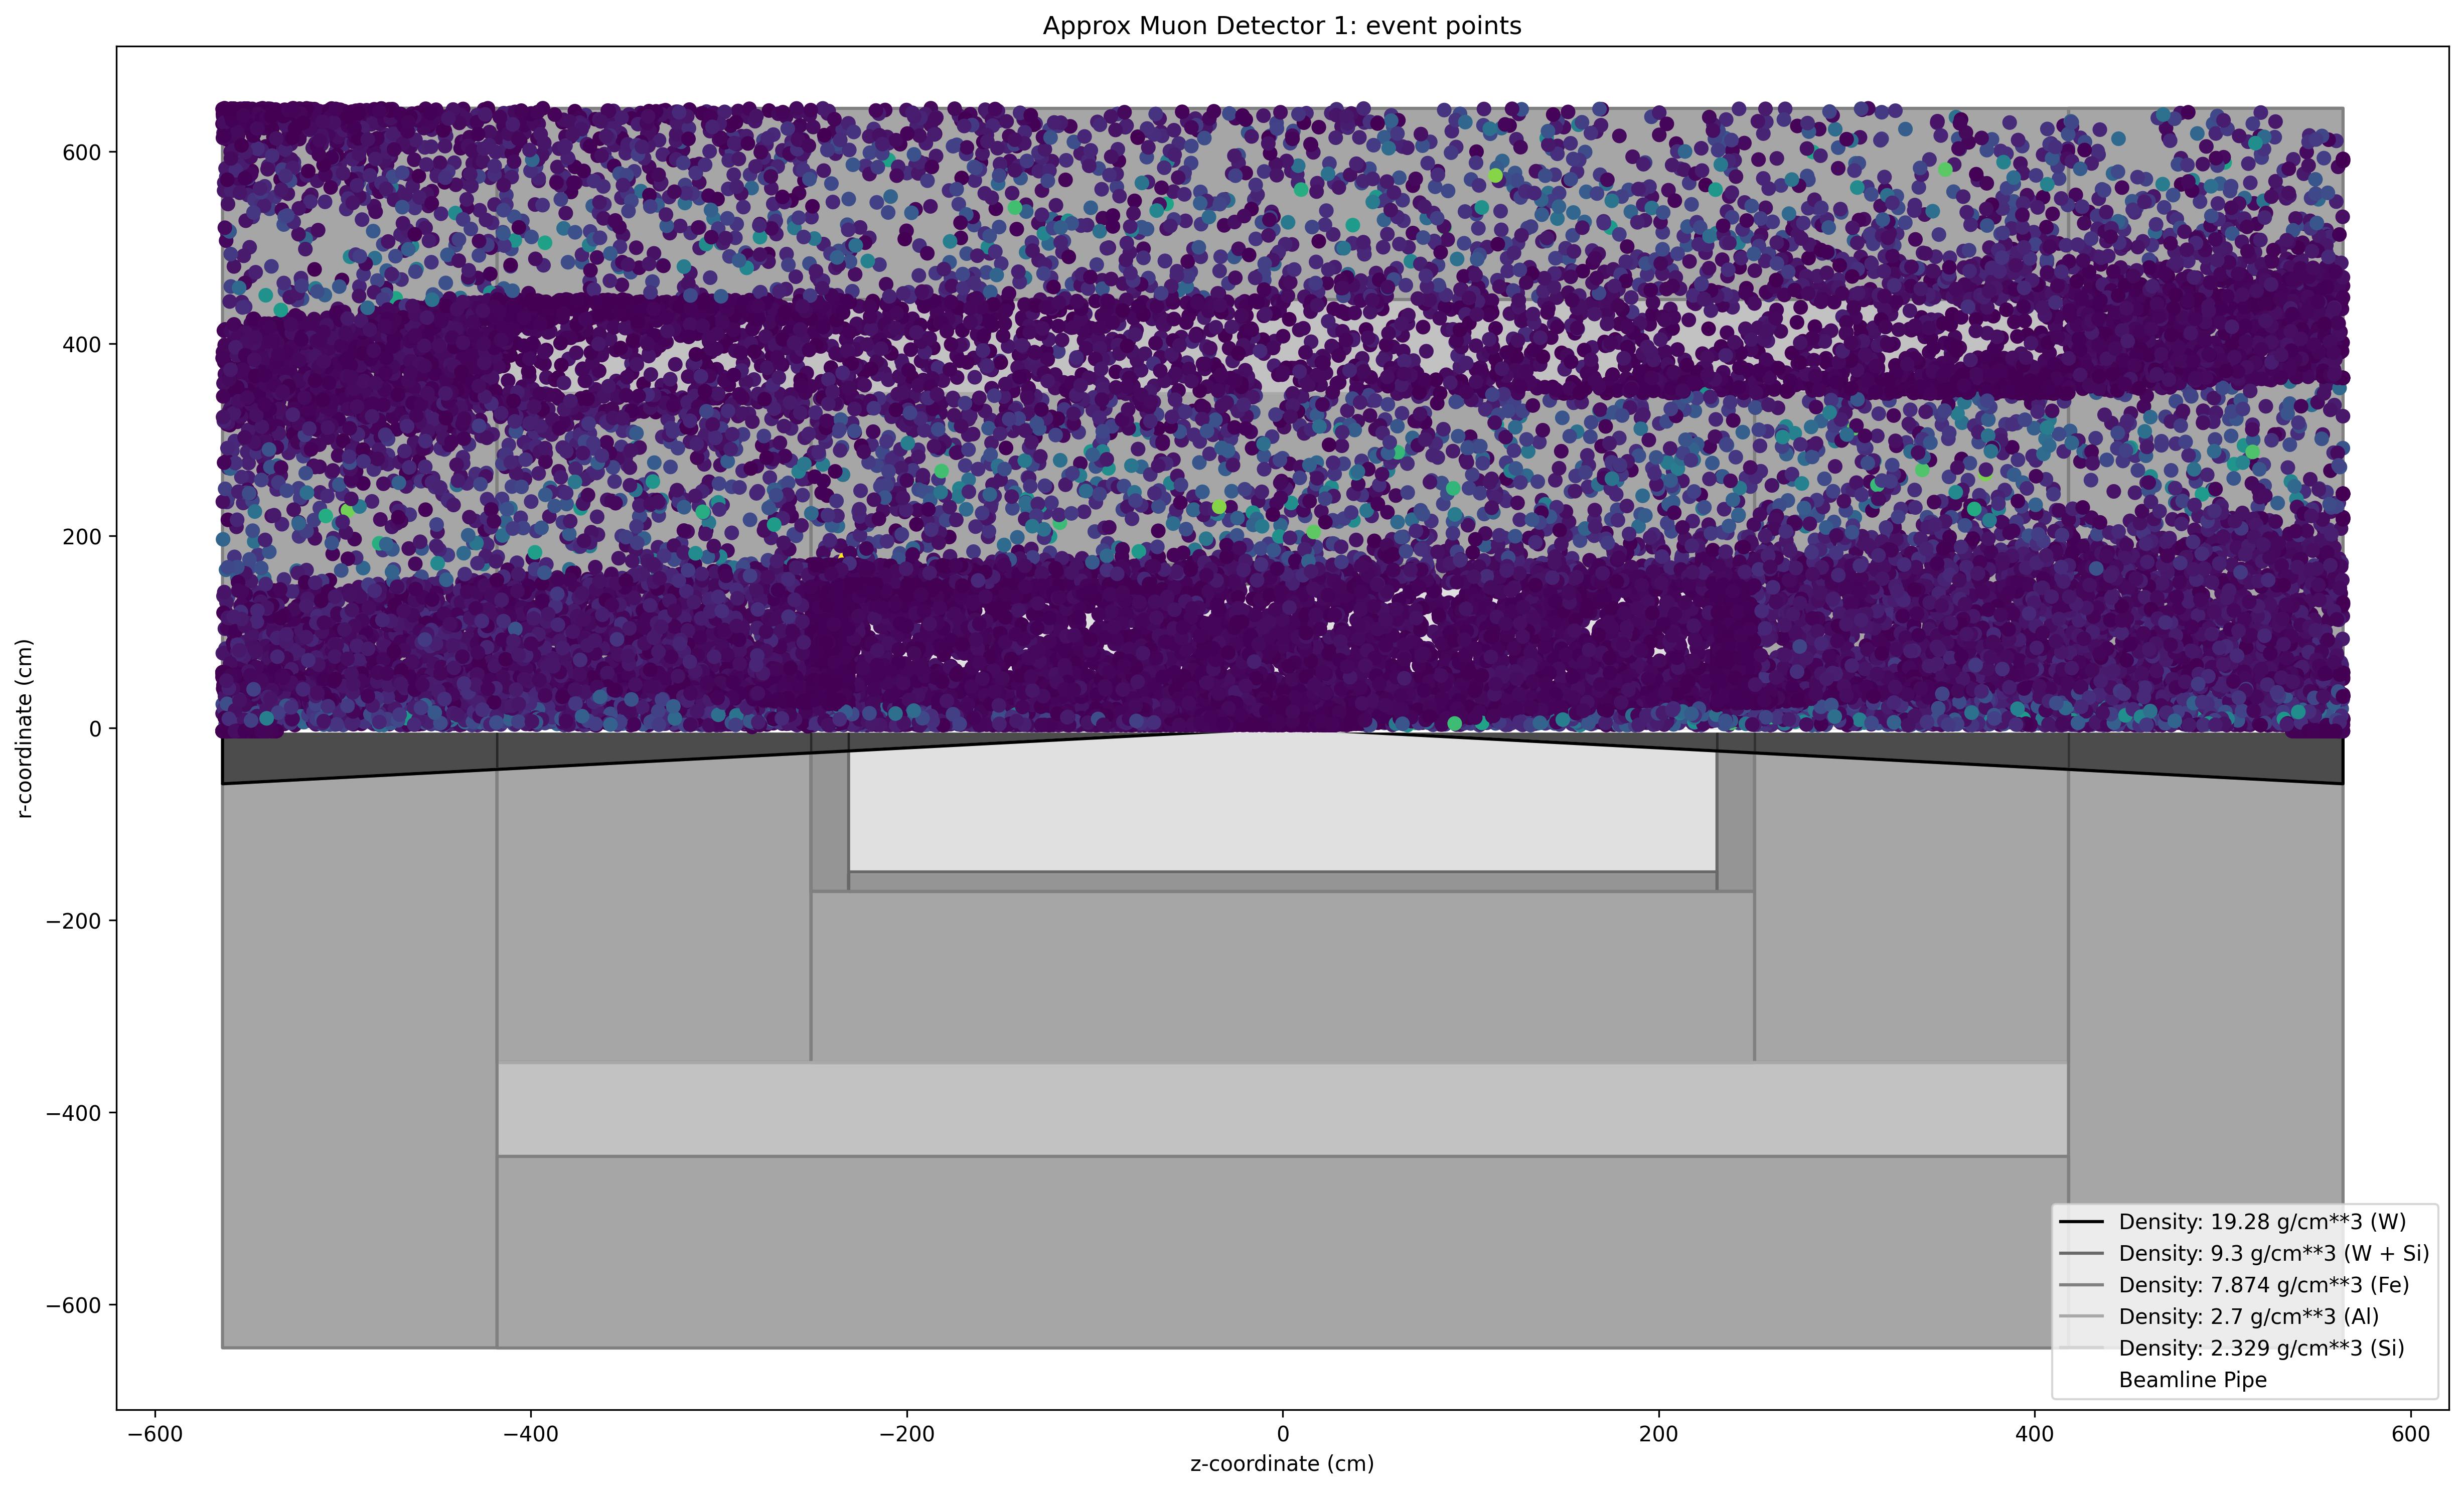 Approx Muon Detector 1: event points
r-coordinate (cm)
600
400
200
0
−200
−400
−600
Density: 19.28 g/cm**3 (W)
Density: 9.3 g/cm**3 (W + Si)
Density: 7.874 g/cm**3 (Fe)
Density: 2.7 g/cm**3 (Al)
Density: 2.329 g/cm**3 (Si)
Beamline Pipe
−600
−400
−200
0
200
400
600
z-coordinate (cm)